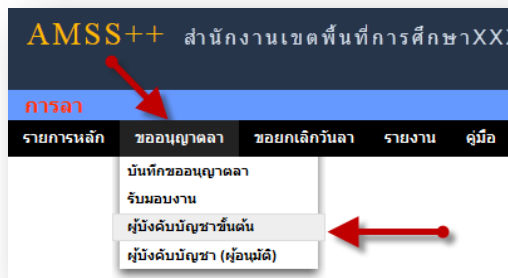 AMSS++ สำนักงานเขตพื้นที่การศึกษาXXX
การลา
รายการหลัก ขออนุญาตลา ขอยกเลิกวันลา รายงาน คู่มือ
บันทึกขออนุญาตลา
รับมอบงาน
ผู้บังคับบัญชาขั้นต้น
ผู้บังคับบัญชา (ผู้อนุมัติ)